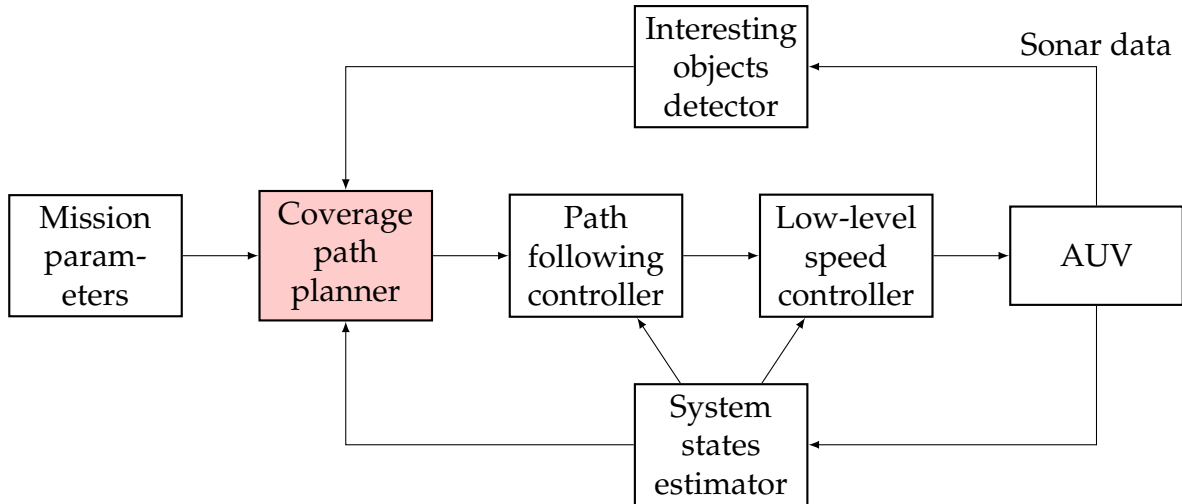 Interesting
objects
detector
Sonar data
Mission
param-
eters
Coverage
path
planner
Path
following
controller
Low-level
speed
controller
AUV
System
states
estimator